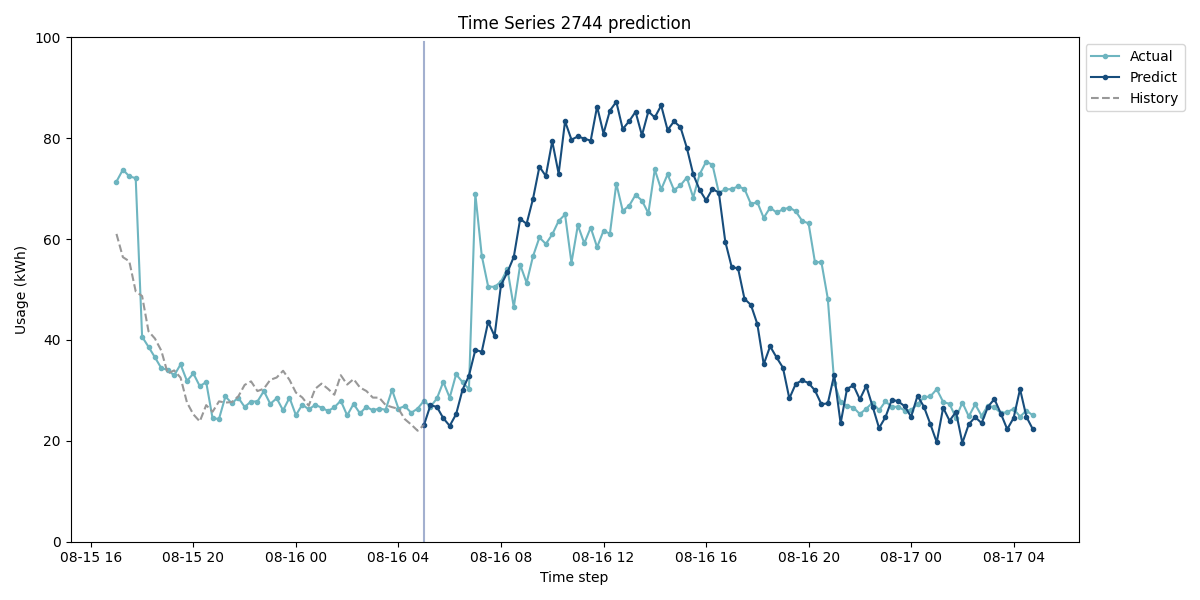 Time Series 2744 prediction
Usage (kWh)
100
80
60
40
20
0
08-15 16
08-15 20
08-16 00
08-16 04
08-16 08
08-16 12
08-16 16
08-16 20
08-17 00
08-17 04
Time step
Actual
Predict
History